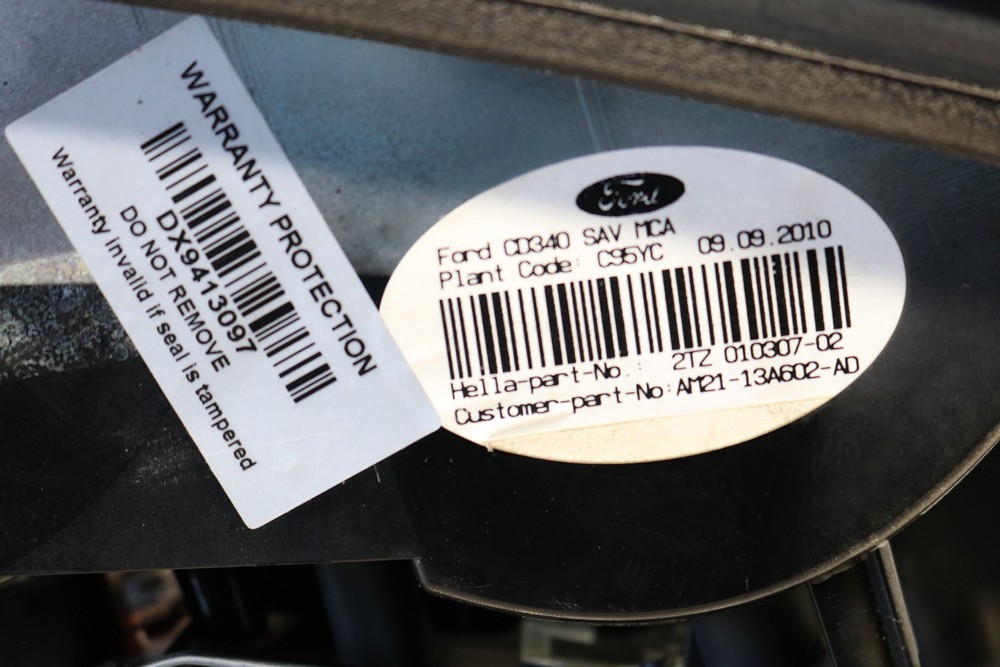 WARRANTY PROTECTION
DX9413097
DO NOT REMOVE
Warranty invalid if seal is tampered
Ford
Ford CD340 SAV MCA
Plant Code: C95YC 09.09.2010
Hella-part-No.: 2TZ 010307-02
Customer-part-No:AM21-13A602-AD